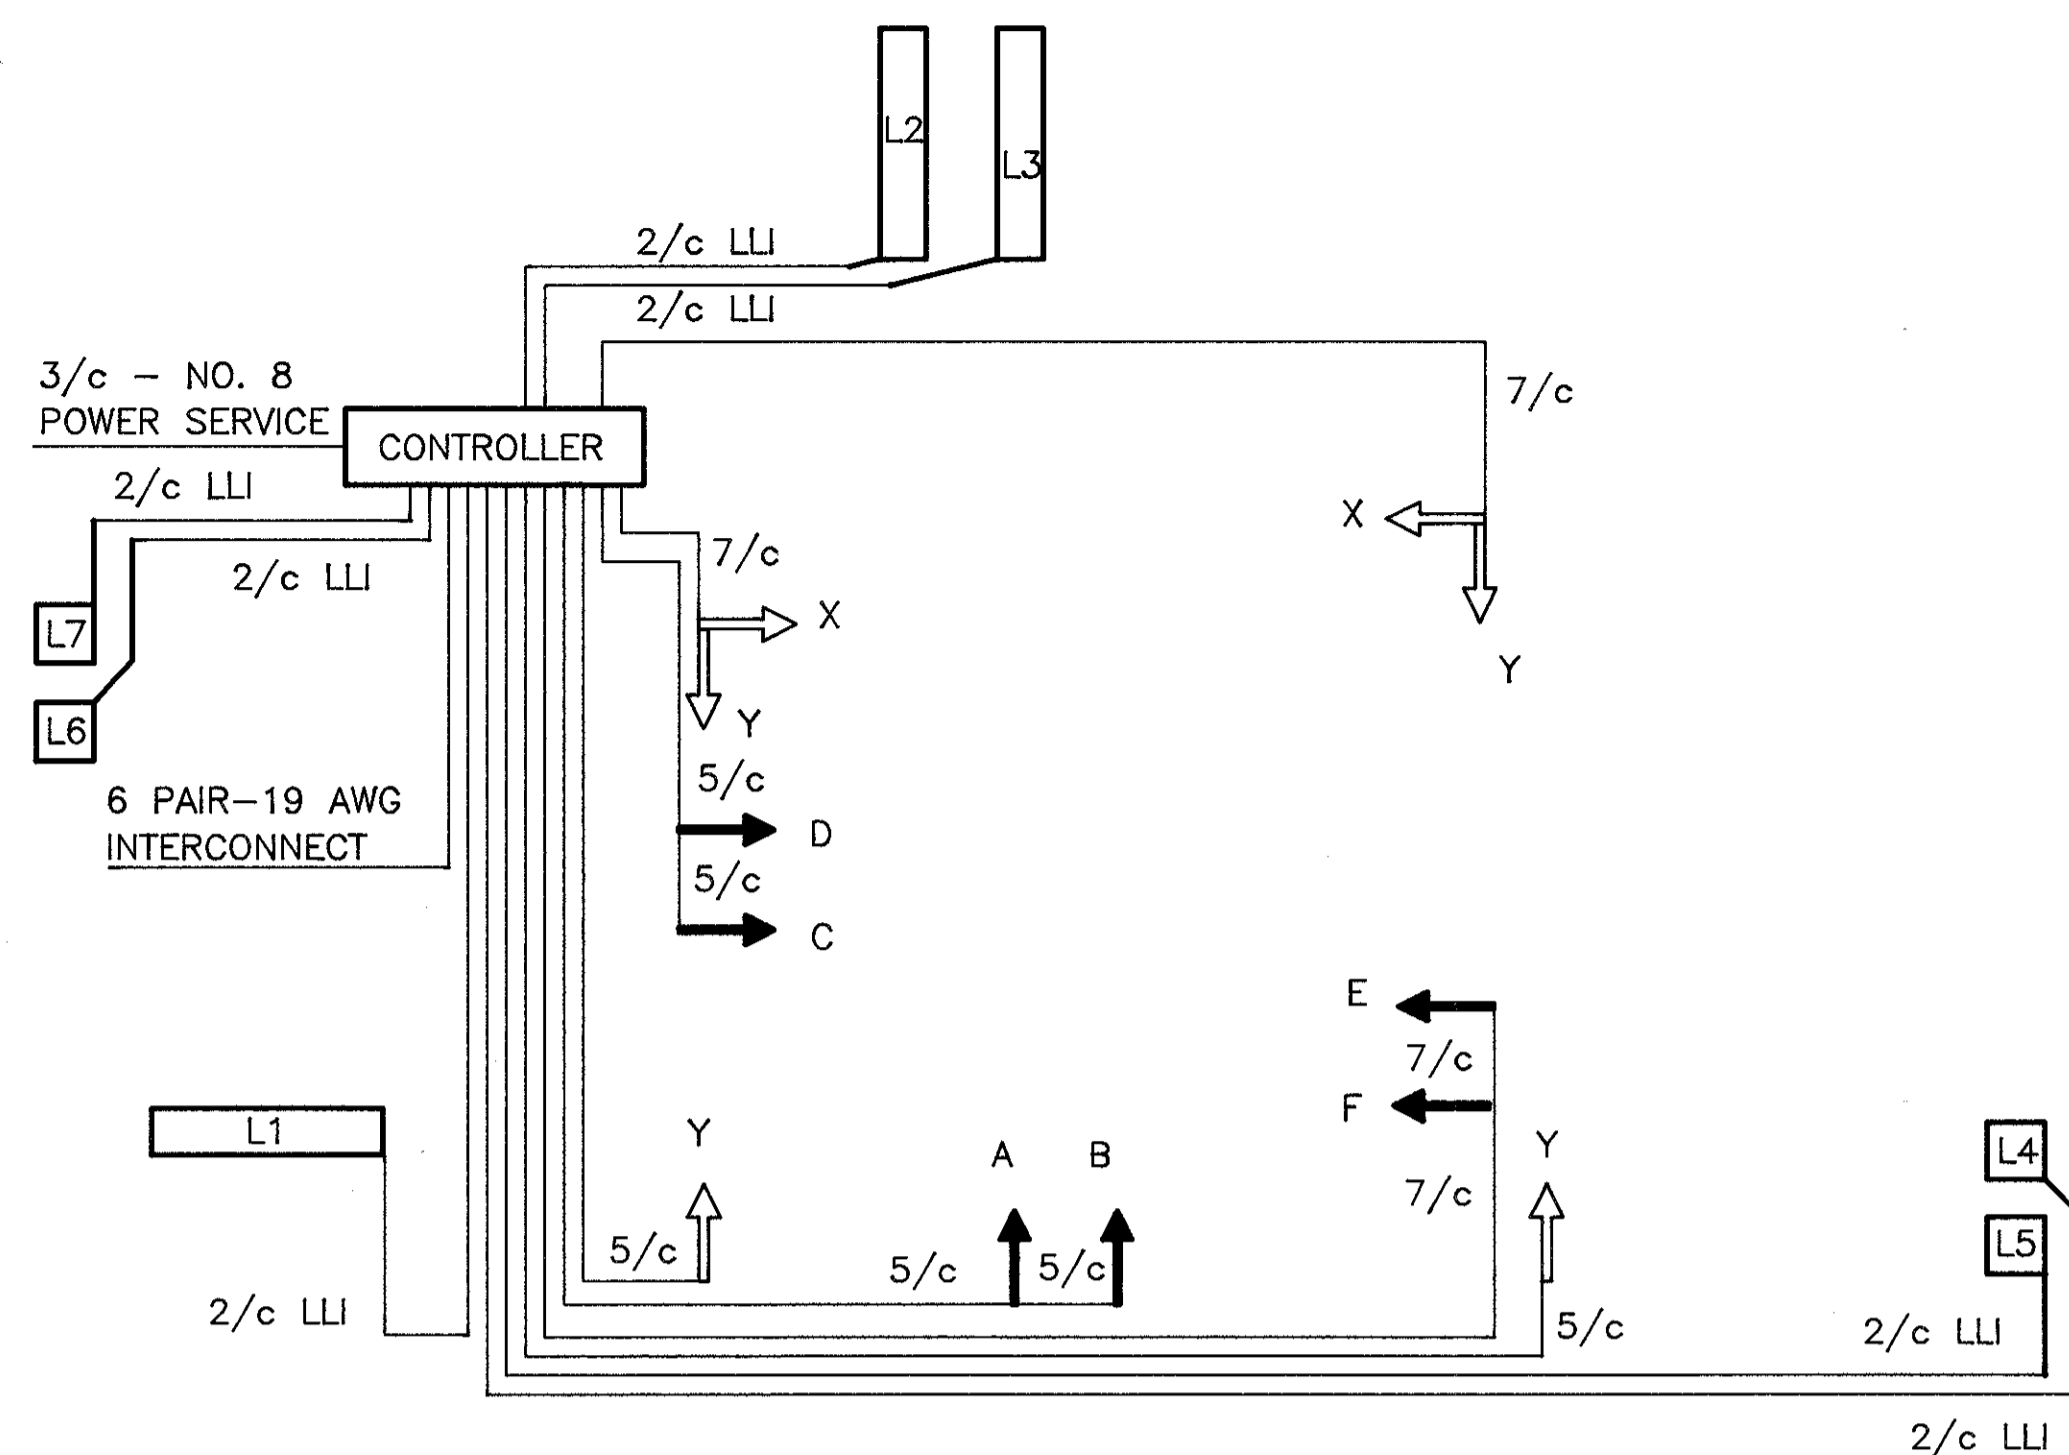 L2
L3
2/c LLI
2/c LLI
3/c - NO. 8
POWER SERVICE
7/c
CONTROLLER
2/c LLI
X
7/c
2/c LLI
X
L7
Y
Y
L6
5/c
6 PAIR-19 AWG
D
INTERCONNECT
5/c
C
E
7/c
F
L1
Y
A
B
Y
L4
7/c
5/c
5/c
5/c
L5
2/c LLI
5/c
2/c LLI
2/c LLI